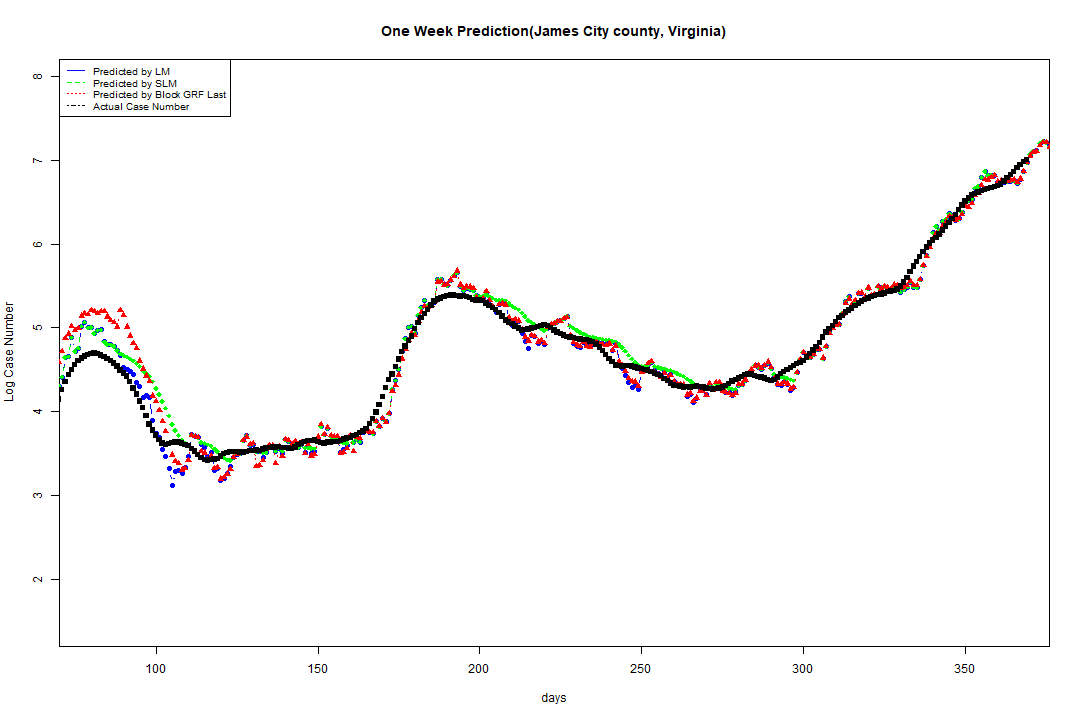 One Week Prediction(James City county, Virginia)
Predicted by LM
Predicted by SLM
Predicted by Block GRF Last
Actual Case Number
8
7
6
5
4
3
2
Log Case Number
100 150 200 250 300 350
days